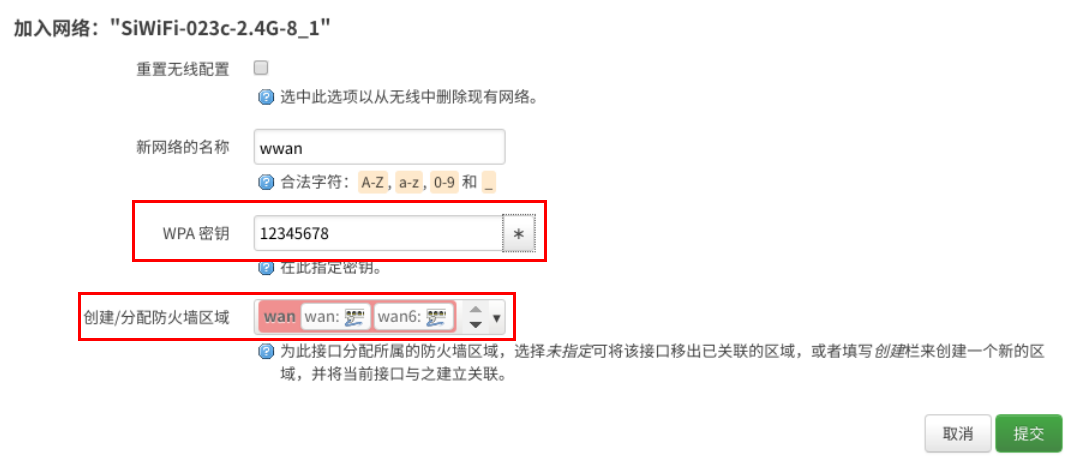 加入网络："SiWiFi-023c-2.4G-8_1"
重置无线配置
选中此选项以从无线中删除现有网络。
新网络的名称 wwan
合法字符： A-Z, a-z, 0-9 和 _
WPA 密钥 12345678 *
在此指定密钥。
创建/分配防火墙区域 wan wan: wan6:
为此接口分配所属的防火墙区域，选择未指定可将该接口移出已关联的区域，或者填写创建栏来创建一个新的区
域，并将当前接口与之建立关联。
取消 提交